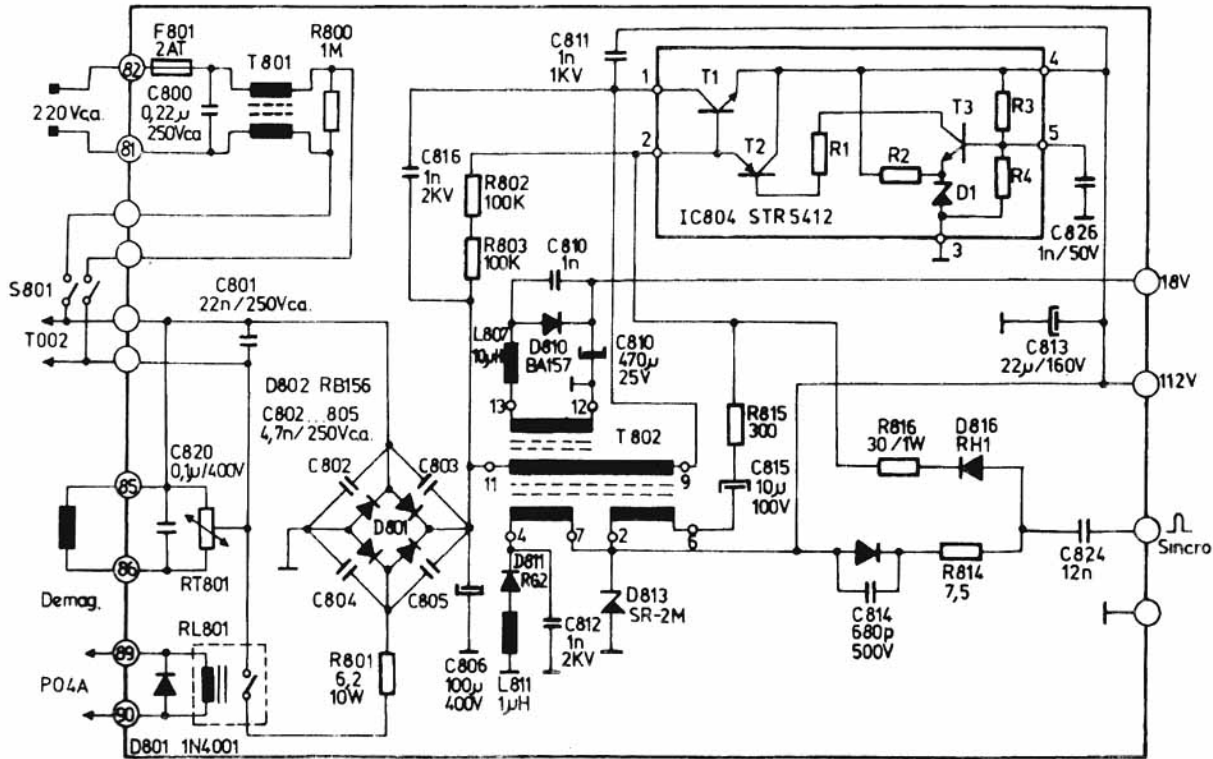 F801
2AT
T801
R800
1M
82
C800
0,22µ
250Vca
220Vc.a.
81
S801
T002
C801
22n/250Vc.a.
C820
0,1µ/400V
85
86
Demag.
RT801
RL801
89
P04A
90
D801 1N4001
D802 RB156
C802...805
4,7n/250Vc.a.
C802
C803
D801
C804
C805
R801
6,2
10W
C806
100µ
400V
C816
1n
2KV
R802
100K
R803
100K
C811
1n
1KV
1
2
T1
T2
R1
R2
T3
R3
R4
D1
4
5
3
IC804 STR5412
C826
1n/50V
C810
1n
L807
10µH
D810
BA157
C810
470µ
25V
13
12
T802
11
9
4
7
2
6
D811
RG2
L811
1µH
C812
1n
2KV
D813
SR-2M
R815
300
C815
10µ
100V
18V
C813
22µ/160V
112V
R816
30/1W
D816
RH1
C814
680p
500V
R814
7,5
C824
12n
Sincro